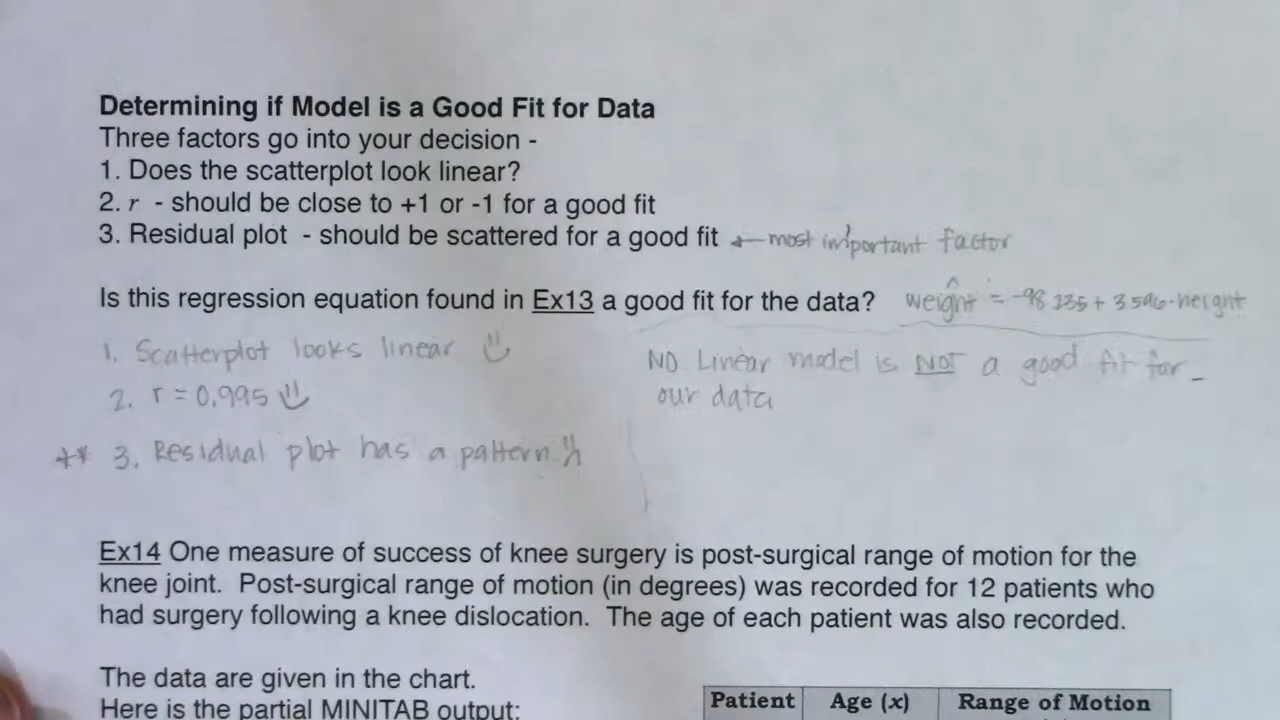 Determining if Model is a Good Fit for Data
Three factors go into your decision -
1. Does the scatterplot look linear?
2. r - should be close to +1 or -1 for a good fit
3. Residual plot - should be scattered for a good fit ← most important factor
Is this regression equation found in Ex13 a good fit for the data? weight = -98.235 + 3.596·height
1. Scatterplot looks linear
NO. Linear model is NOT a good fit for
2. r = 0.995
our data
** 3. Residual plot has a pattern
Ex14 One measure of success of knee surgery is post-surgical range of motion for the
knee joint. Post-surgical range of motion (in degrees) was recorded for 12 patients who
had surgery following a knee dislocation. The age of each patient was also recorded.
The data are given in the chart.
Patient Age (x) Range of Motion
Here is the partial MINITAB output: